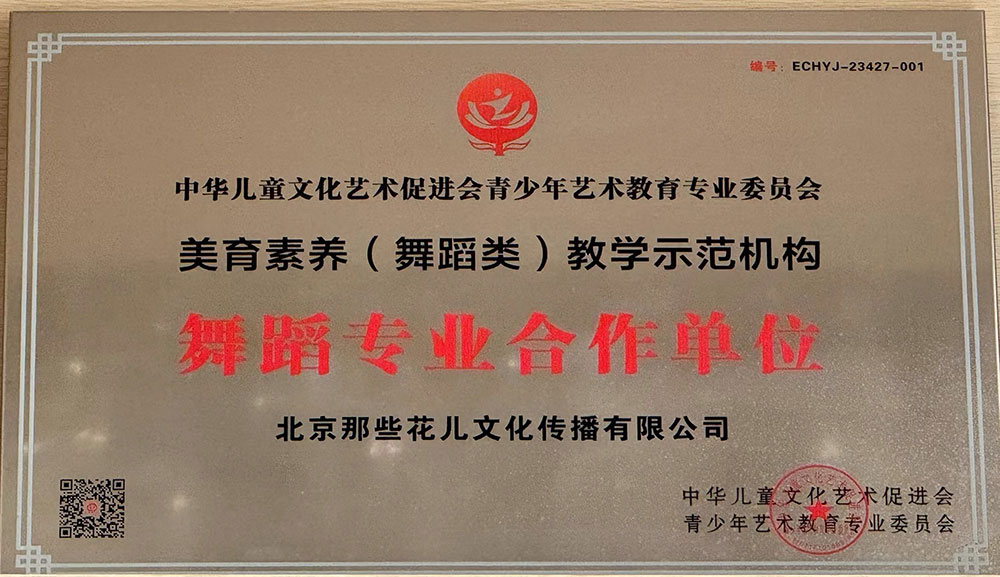 编号：ECHYJ-23427-001
中华儿童文化艺术促进会青少年艺术教育专业委员会
美育素养（舞蹈类）教学示范机构
舞蹈专业合作单位
北京那些花儿文化传播有限公司
中华儿童文化艺术促进会
青少年艺术教育专业委员会